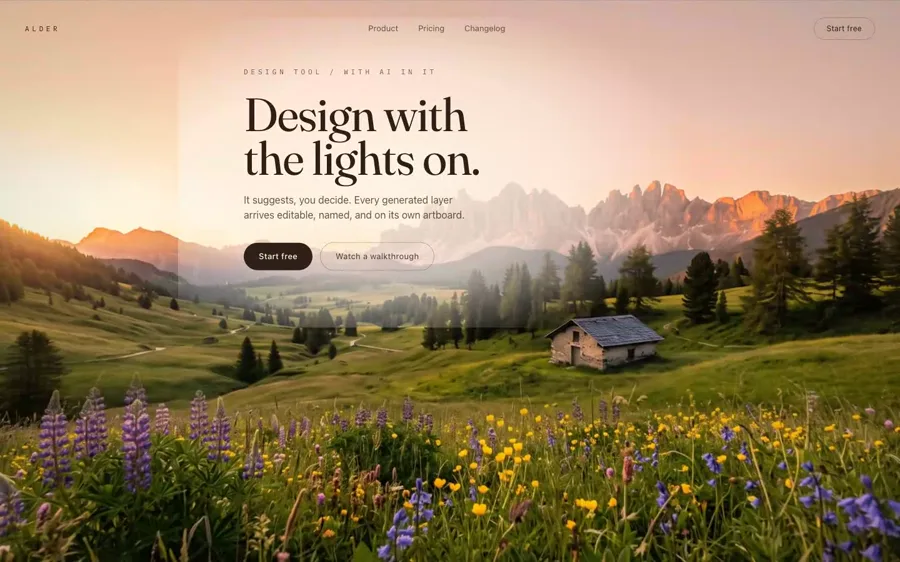 ALDER
Product
Pricing
Changelog
Start free
DESIGN TOOL / WITH AI IN IT
Design with
the lights on.
It suggests, you decide. Every generated layer
arrives editable, named, and on its own artboard.
Start free
Watch a walkthrough